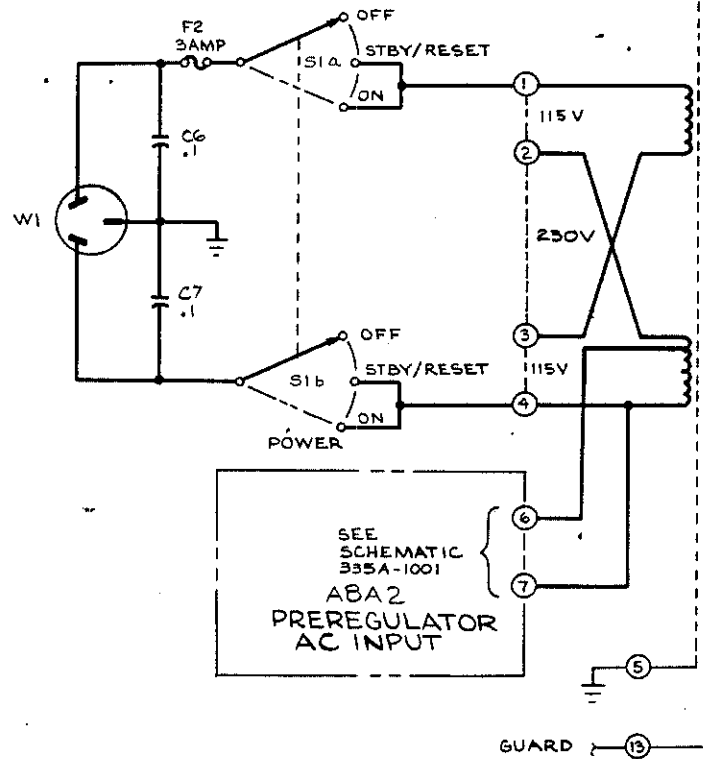 F2
3AMP
OFF
S1a
STBY/RESET
ON
C6
.1
W1
C7
.1
OFF
S1b
STBY/RESET
ON
POWER
1
115V
2
230V
3
115V
4
6
SEE
SCHEMATIC
335A-1001
7
A8A2
PREREGULATOR
AC INPUT
5
GUARD
13